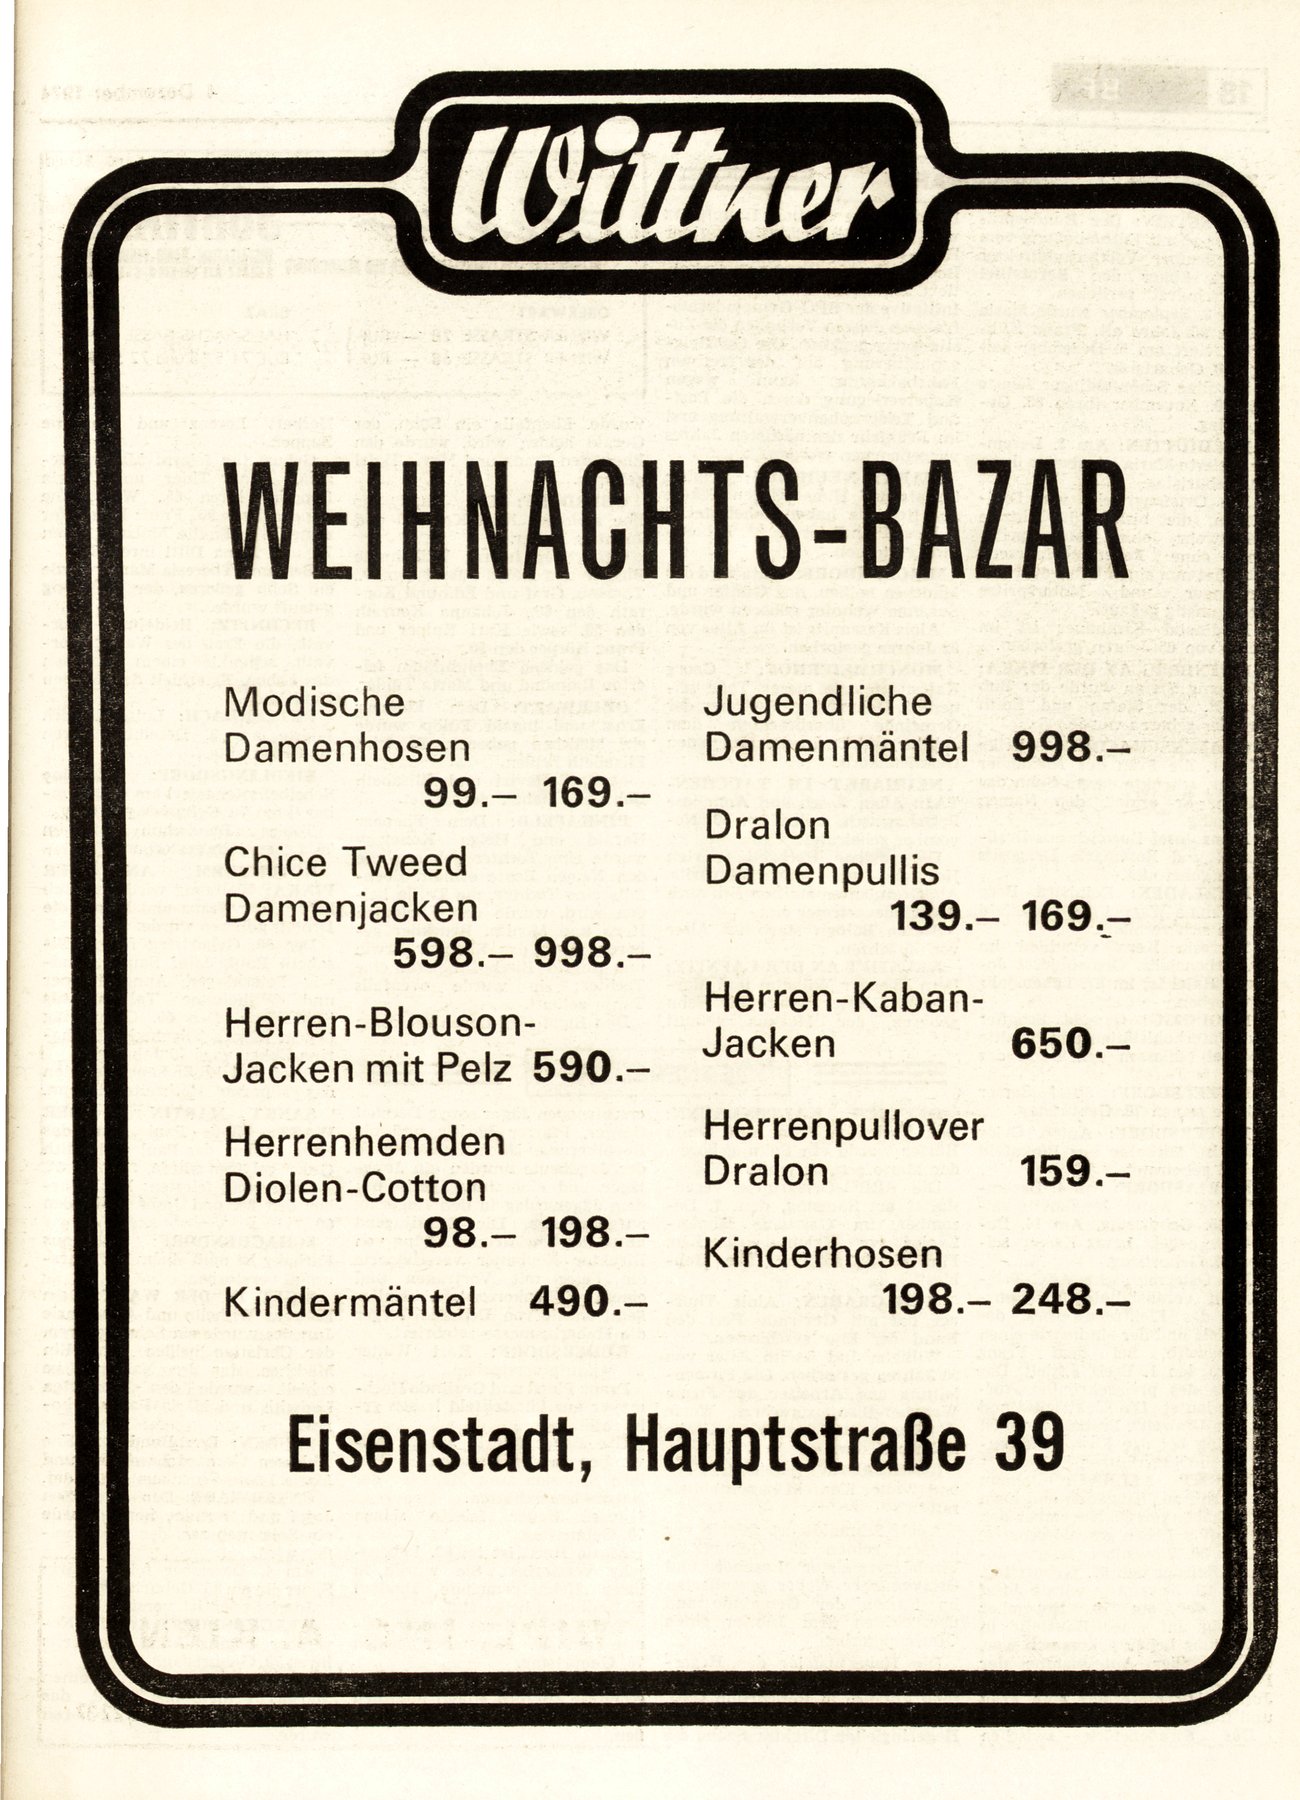 Wittner
WEIHNACHTS-BAZAR
Modische
Damenhosen
99.– 169.–
Chice Tweed
Damenjacken
598.– 998.–
Herren-Blouson-
Jacken mit Pelz 590.–
Herrenhemden
Diolen-Cotton
98.– 198.–
Kindermäntel 490.–
Jugendliche
Damenmäntel 998.–
Dralon
Damenpullis
139.– 169.–
Herren-Kaban-
Jacken 650.–
Herrenpullover
Dralon 159.–
Kinderhosen
198.– 248.–
Eisenstadt, Hauptstraße 39